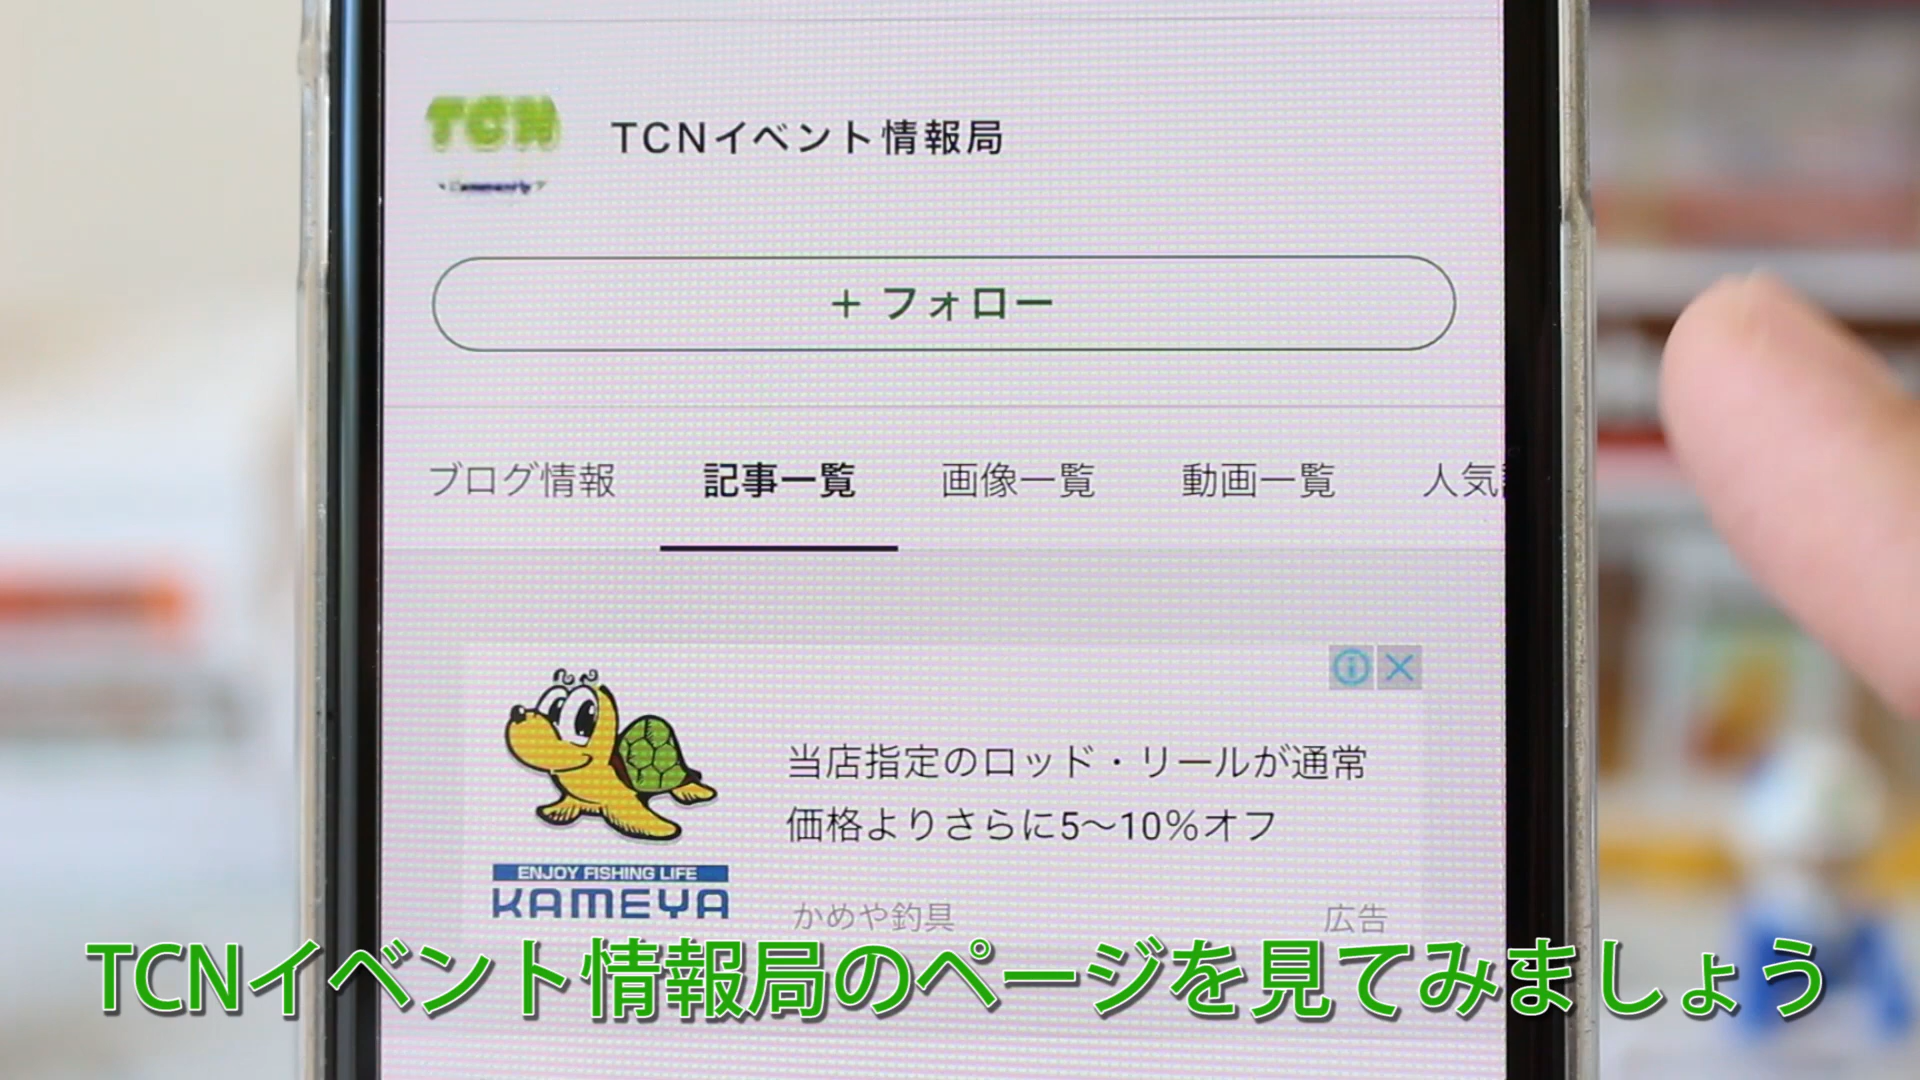 TCN
Community
TCNイベント情報局
+ フォロー
ブログ情報
記事一覧
画像一覧
動画一覧
人気
当店指定のロッド・リールが通常
価格よりさらに5〜10%オフ
ENJOY FISHING LIFE
KAMEYA
かめや釣具
広告
TCNイベント情報局のページを見てみましょう